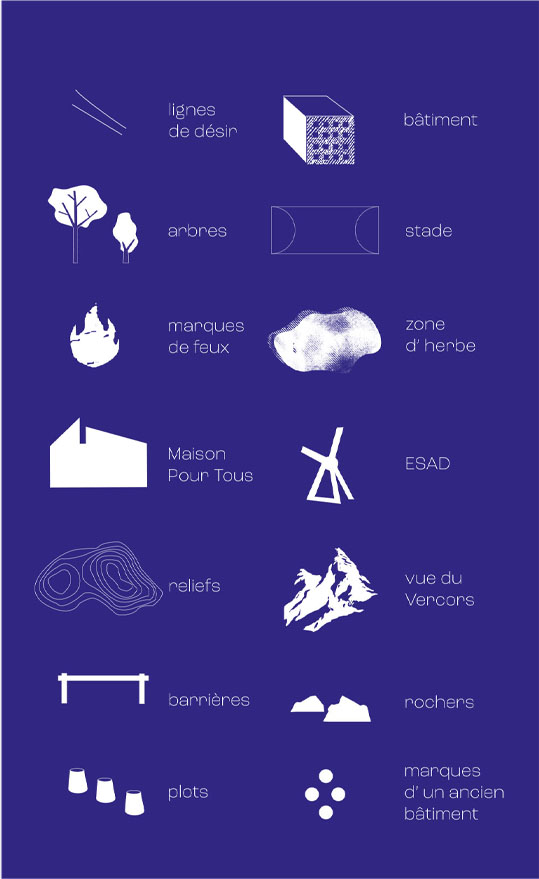 lignes
de désir
bâtiment
arbres
stade
marques
de feux
zone
d' herbe
Maison
Pour Tous
ESAD
reliefs
vue du
Vercors
barrières
rochers
plots
marques
d' un ancien
bâtiment